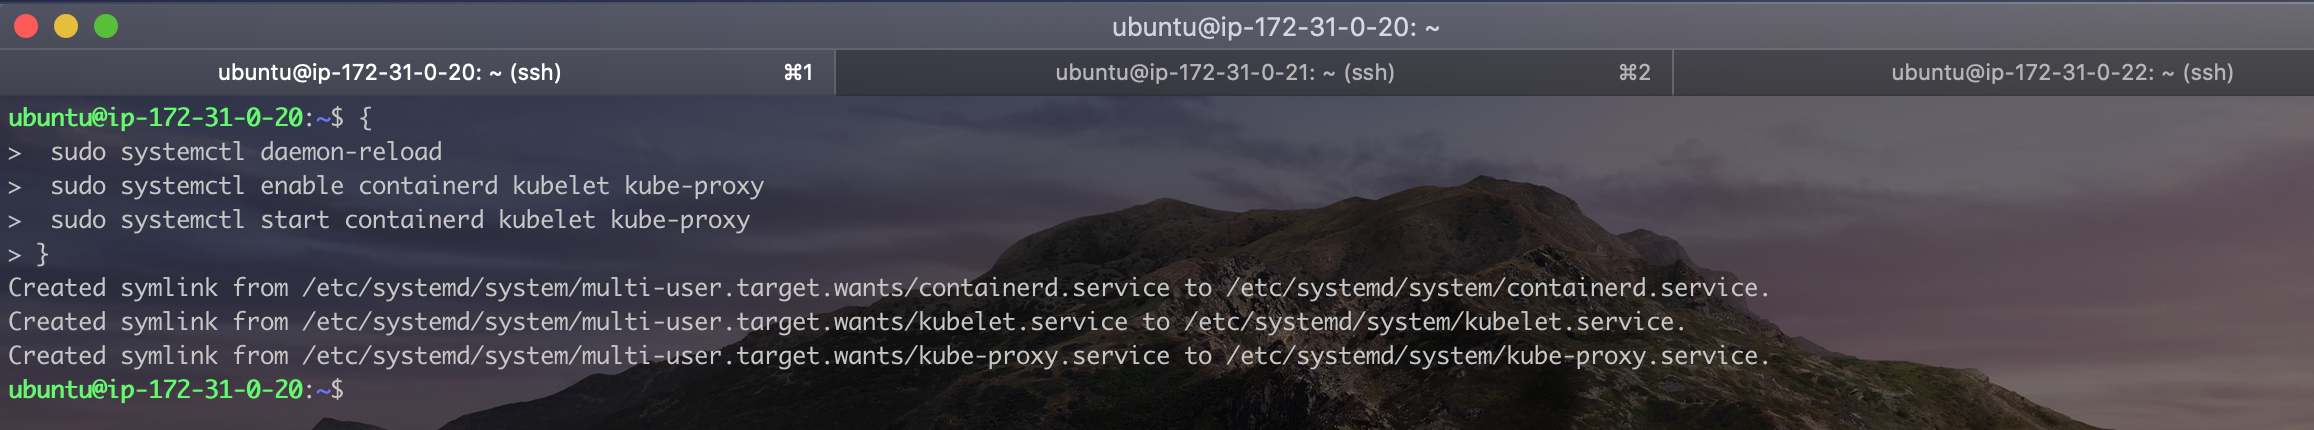 ubuntu@ip-172-31-0-20: ~
ubuntu@ip-172-31-0-20: ~ (ssh) ⌘1 ubuntu@ip-172-31-0-21: ~ (ssh) ⌘2 ubuntu@ip-172-31-0-22: ~ (ssh)
ubuntu@ip-172-31-0-20:~$ {
>  sudo systemctl daemon-reload
>  sudo systemctl enable containerd kubelet kube-proxy
>  sudo systemctl start containerd kubelet kube-proxy
> }
Created symlink from /etc/systemd/system/multi-user.target.wants/containerd.service to /etc/systemd/system/containerd.service.
Created symlink from /etc/systemd/system/multi-user.target.wants/kubelet.service to /etc/systemd/system/kubelet.service.
Created symlink from /etc/systemd/system/multi-user.target.wants/kube-proxy.service to /etc/systemd/system/kube-proxy.service.
ubuntu@ip-172-31-0-20:~$